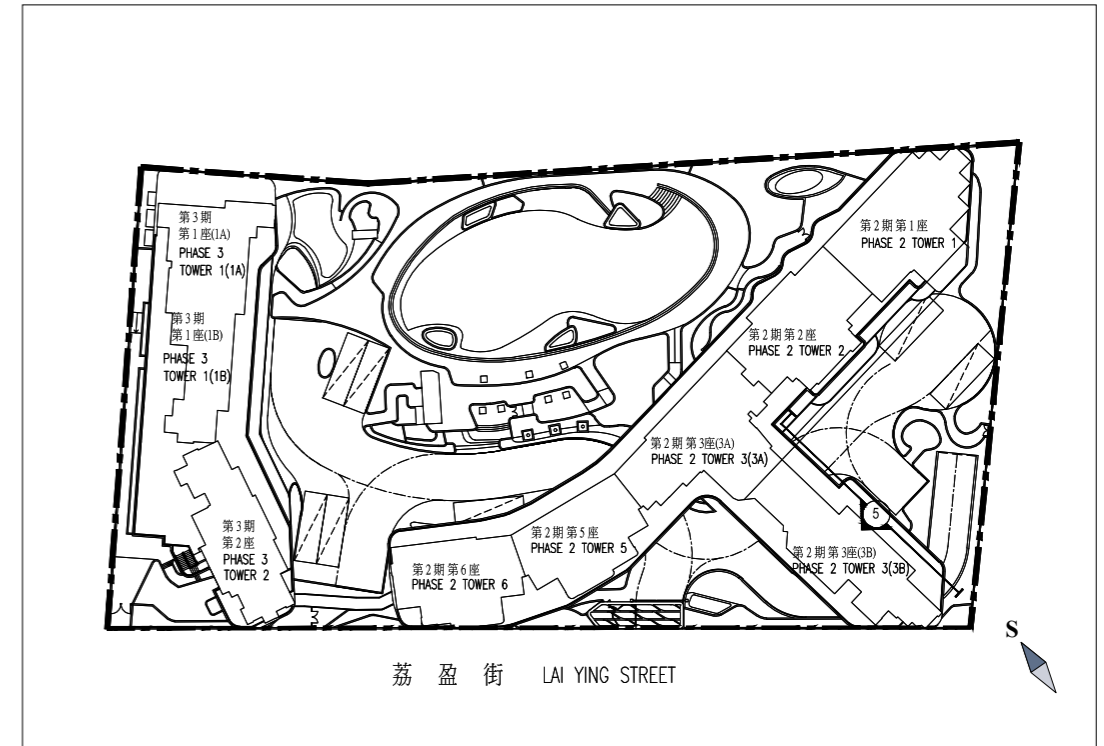 第3期
第1座(1A)
PHASE 3
TOWER 1(1A)
第3期
第1座(1B)
PHASE 3
TOWER 1(1B)
第3期
第2座
PHASE 3
TOWER 2
第2期第1座
PHASE 2 TOWER 1
第2期第2座
PHASE 2 TOWER 2
第2期第3座(3A)
PHASE 2 TOWER 3(3A)
5
第2期第3座(3B)
PHASE 2 TOWER 3(3B)
第2期第5座
PHASE 2 TOWER 5
第2期第6座
PHASE 2 TOWER 6
荔盈街 LAI YING STREET
S